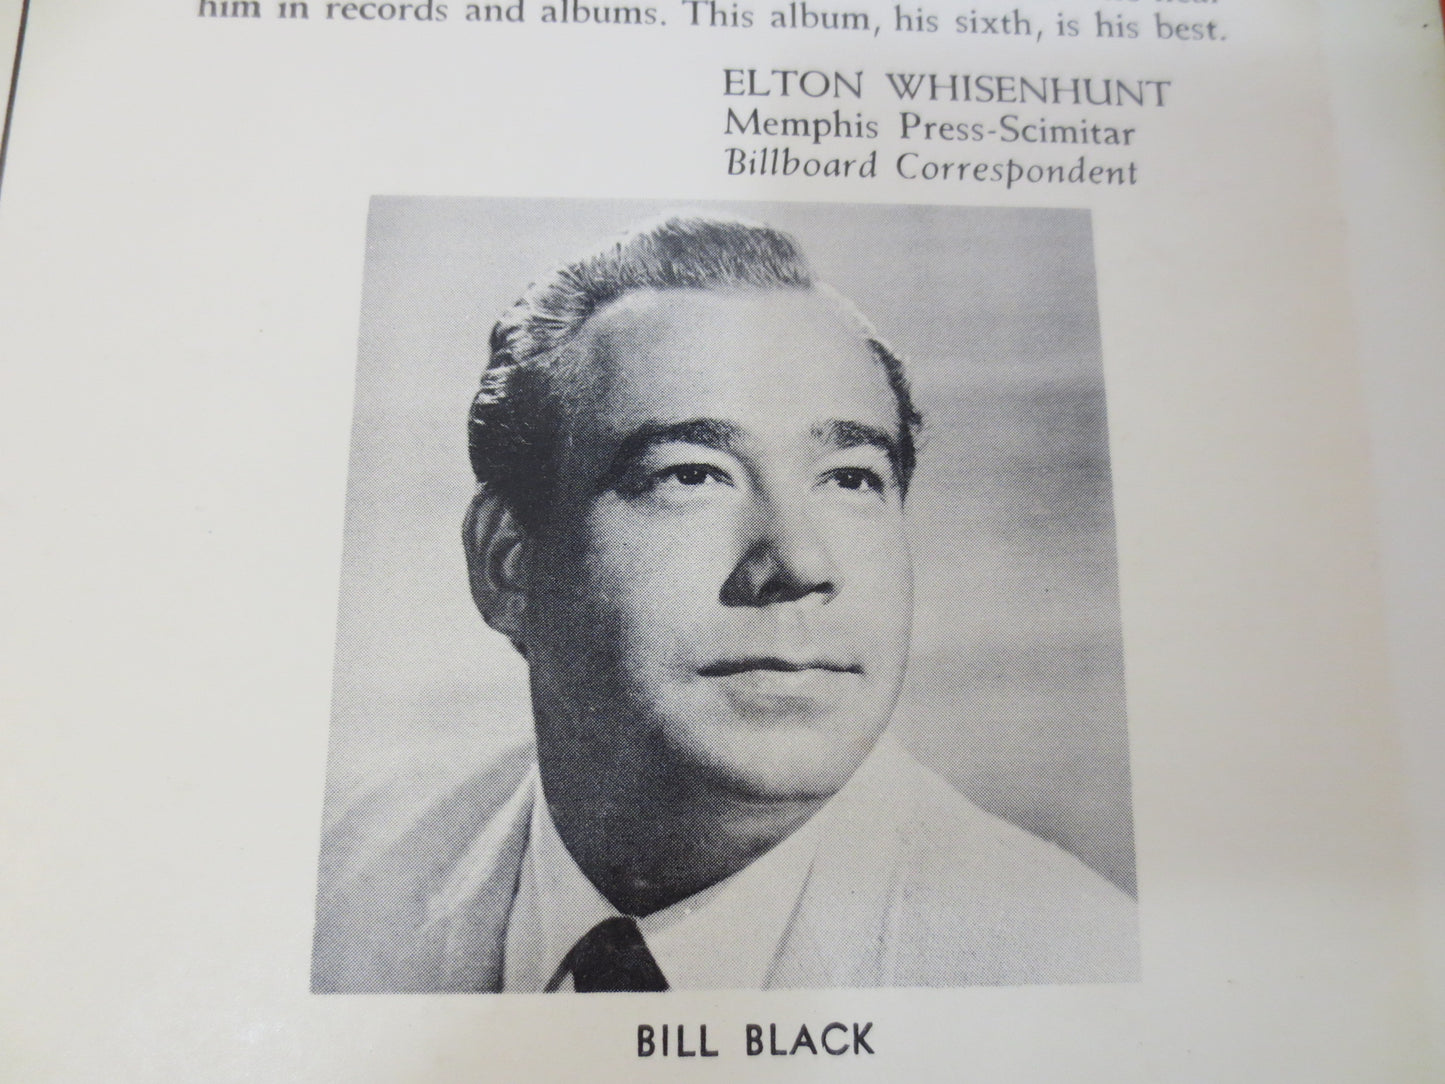 him in records and albums. This album, his sixth, is his best.
ELTON WHISENHUNT
Memphis Press-Scimitar
Billboard Correspondent
BILL BLACK